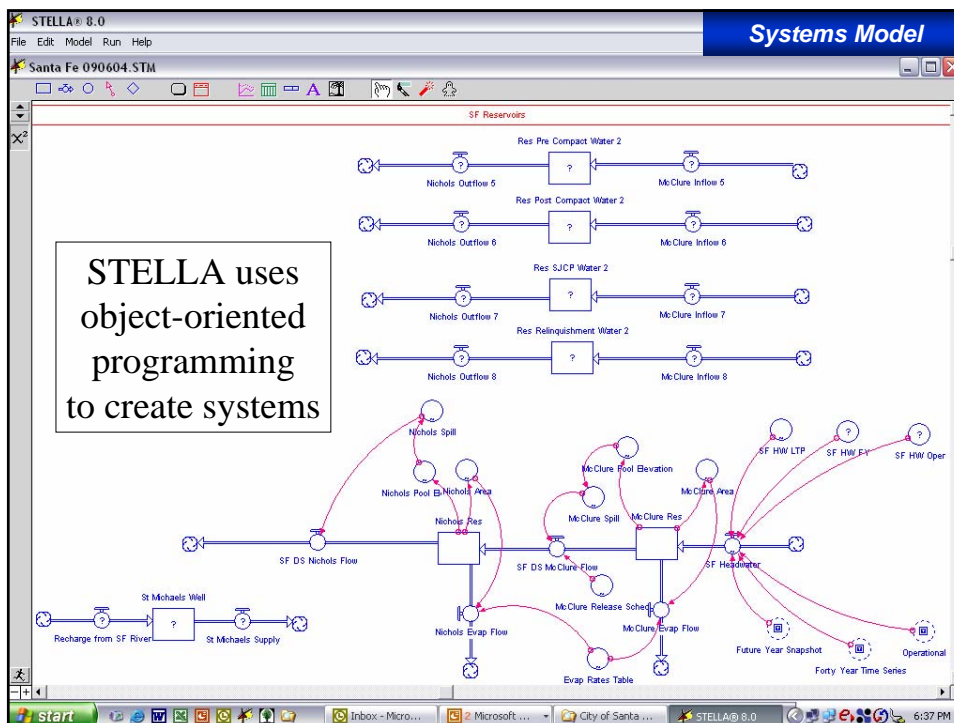 STELLA® 8.0
Systems Model
File Edit Model Run Help
Santa Fe 090604.STM
A
X²
SF Reservoirs
Res Pre Compact Water 2
?
?
?
Nichols Outflow 5
McClure Inflow 5
Res Post Compact Water 2
?
?
?
Nichols Outflow 6
McClure Inflow 6
Res SJCP Water 2
?
?
?
Nichols Outflow 7
McClure Inflow 7
Res Relinquishment Water 2
?
?
?
Nichols Outflow 8
McClure Inflow 8
STELLA uses
object-oriented
programming
to create systems
Nichols Spill
McClure Pool Elevation
SF HW LTP
?
SF HW FY
?
SF HW Oper
Nichols Pool El
Nichols Area
McClure Area
McClure Spill
Nichols Res
McClure Res
SF DS Nichols Flow
SF DS McClure Flow
SF Headwater
McClure Release Sched
St Michaels Well
?
?
?
Recharge from SF River
St Michaels Supply
Nichols Evap Flow
McClure Evap Flow
Evap Rates Table
Future Year Snapshot
Forty Year Time Series
Operational
start
Inbox - Micro...
2 Microsoft ...
City of Santa ...
STELLA® 8.0
6:37 PM